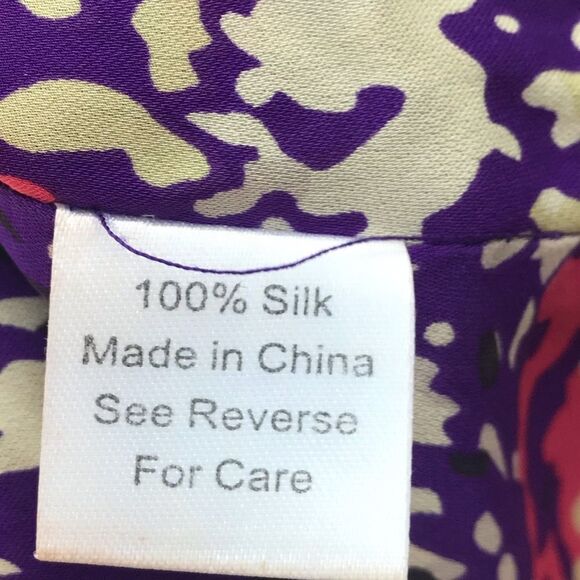 100% Silk
Made in China
See Reverse
For Care